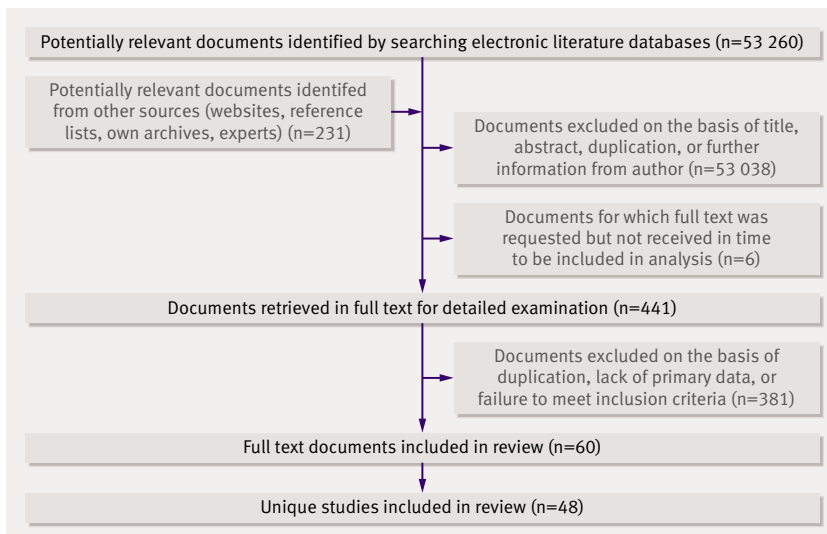 Potentially relevant documents identified by searching electronic literature databases (n=53 260)
Potentially relevant documents identifed
from other sources (websites, reference
lists, own archives, experts) (n=231)
Documents excluded on the basis of title,
abstract, duplication, or further
information from author (n=53 038)
Documents for which full text was
requested but not received in time
to be included in analysis (n=6)
Documents retrieved in full text for detailed examination (n=441)
Documents excluded on the basis of
duplication, lack of primary data, or
failure to meet inclusion criteria (n=381)
Full text documents included in review (n=60)
Unique studies included in review (n=48)